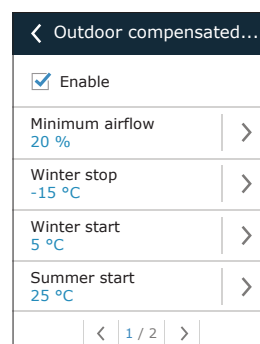 Outdoor compensated...
Enable
Minimum airflow
20 %
Winter stop
-15 °C
Winter start
5 °C
Summer start
25 °C
1 / 2